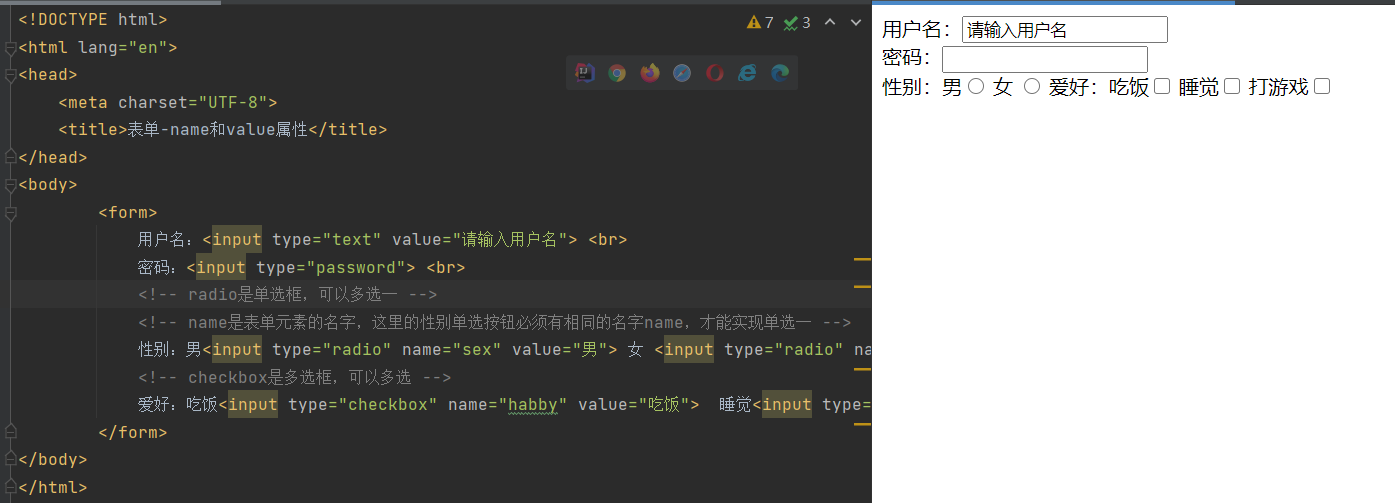 <!DOCTYPE html>
7 3
<html lang="en">
<head>
<meta charset="UTF-8">
<title>表单-name和value属性</title>
</head>
<body>
<form>
用户名：<input type="text" value="请输入用户名"> <br>
密码：<input type="password"> <br>
<!-- radio是单选框，可以多选一 -->
<!-- name是表单元素的名字，这里的性别单选按钮必须有相同的名字name，才能实现单选一 -->
性别：男<input type="radio" name="sex" value="男"> 女 <input type="radio" na
<!-- checkbox是多选框，可以多选 -->
爱好：吃饭<input type="checkbox" name="habby" value="吃饭">  睡觉<input type=
</form>
</body>
</html>
用户名：请输入用户名
密码：
性别：男 女 爱好：吃饭 睡觉 打游戏